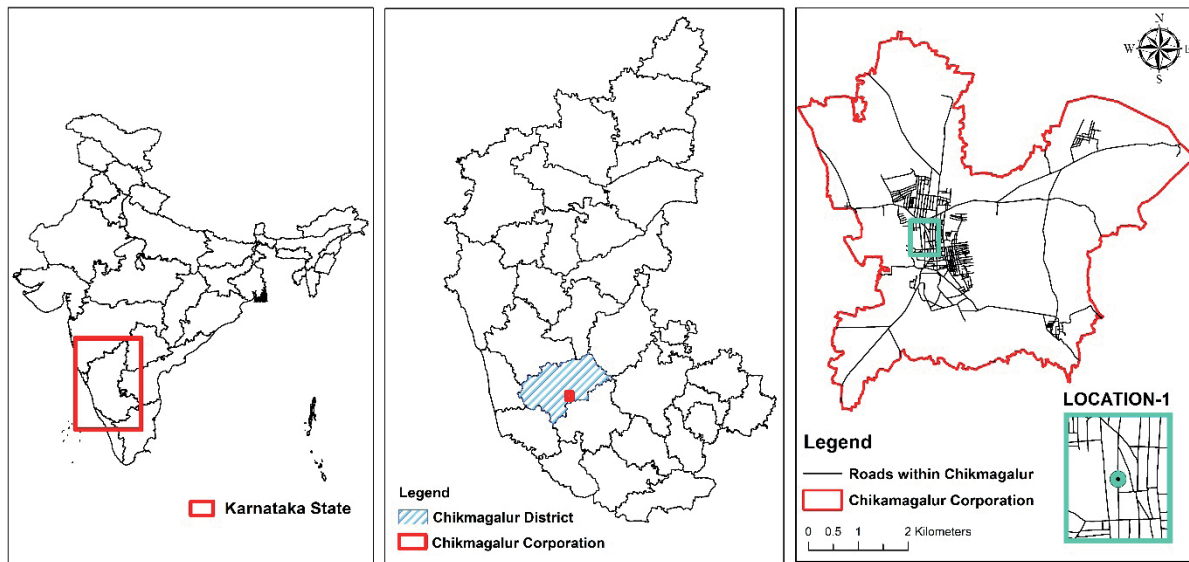 Karnataka State
Legend
Chikmagalur District
Chikmagalur Corporation
N
W E
S
LOCATION-1
Legend
Roads within Chikmagalur
Chikamagalur Corporation
0 0.5 1 2 Kilometers